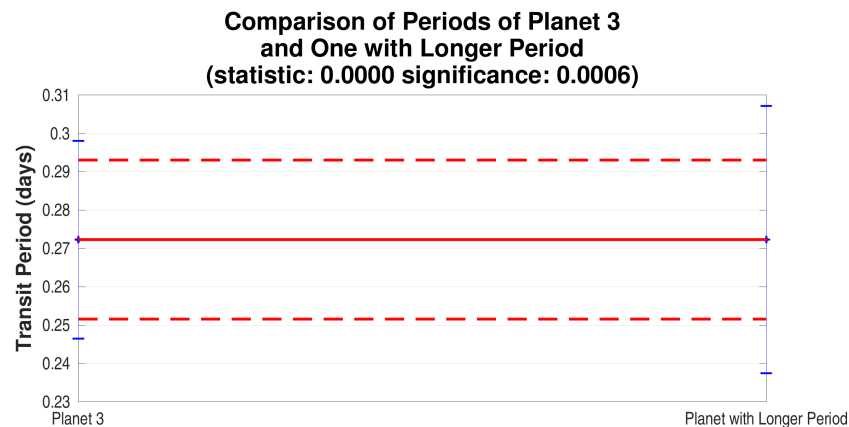 Comparison of Periods of Planet 3
and One with Longer Period
(statistic: 0.0000 significance: 0.0006)
0.31
0.3
0.29
0.28
0.27
0.26
0.25
0.24
0.23
Transit Period (days)
Planet 3
Planet with Longer Period